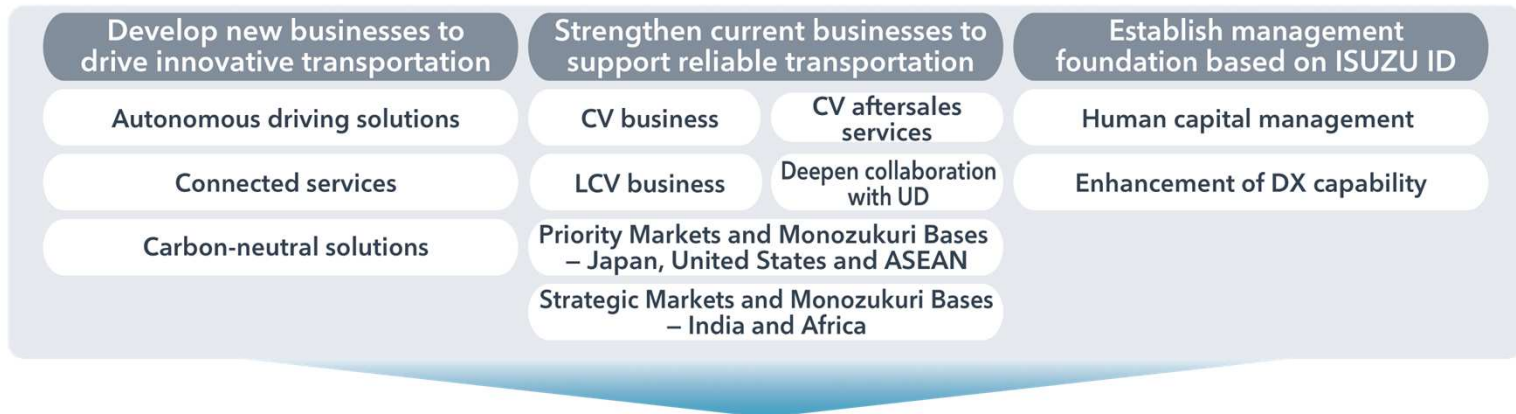 Develop new businesses to
drive innovative transportation
Autonomous driving solutions
Connected services
Carbon-neutral solutions
Strengthen current businesses to
support reliable transportation
CV business
CV aftersales
services
LCV business
Deepen collaboration
with UD
Priority Markets and Monozukuri Bases
– Japan, United States and ASEAN
Strategic Markets and Monozukuri Bases
– India and Africa
Establish management
foundation based on ISUZU ID
Human capital management
Enhancement of DX capability